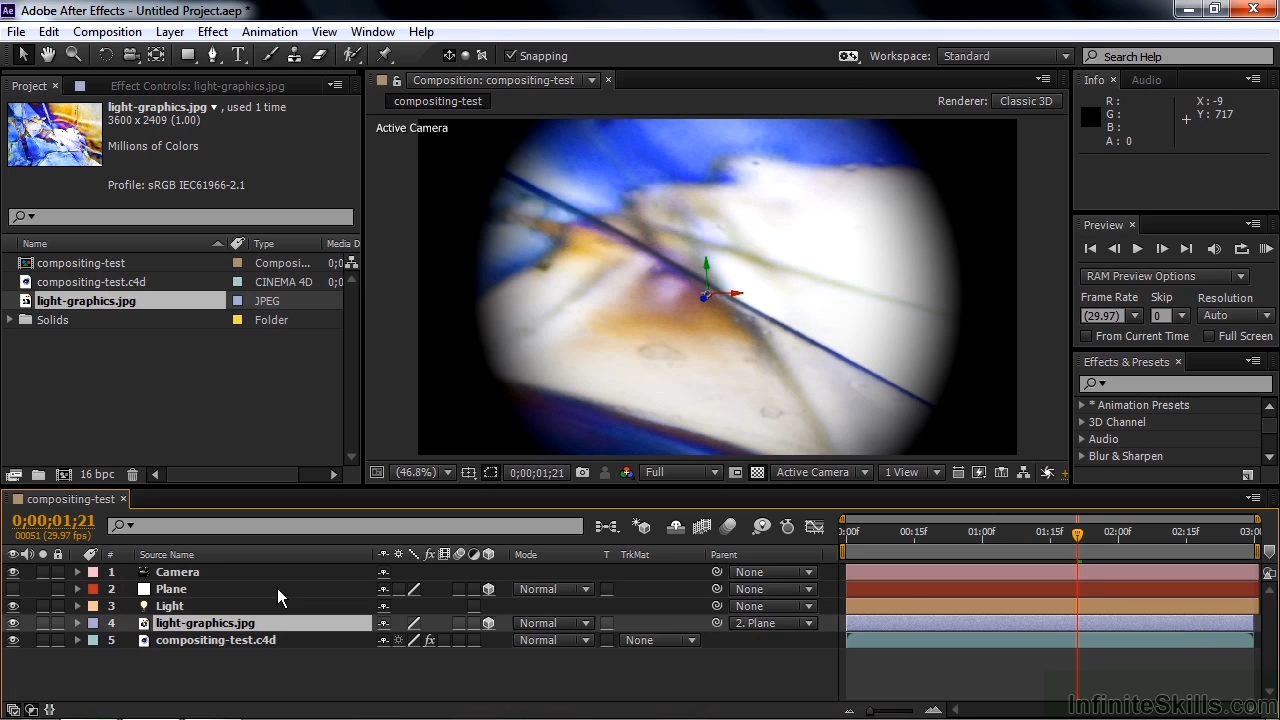 Adobe After Effects - Untitled Project.aep *
File Edit Composition Layer Effect Animation View Window Help
Snapping
Workspace: Standard
Search Help
Project
Effect Controls: light-graphics.jpg
light-graphics.jpg ▼, used 1 time
3600 x 2409 (1.00)
Millions of Colors
Profile: sRGB IEC61966-2.1
Name Type Media D
compositing-test Composi... 0;0
compositing-test.c4d CINEMA 4D 0;0
light-graphics.jpg JPEG
Solids Folder
16 bpc
Composition: compositing-test
compositing-test
Renderer: Classic 3D
Active Camera
(46.8%) 0;00;01;21 Full Active Camera 1 View
Info Audio
R :
G :
B :
A : 0
X : -9
Y : 717
Preview
RAM Preview Options
Frame Rate Skip Resolution
(29.97) 0 Auto
From Current Time Full Screen
Effects & Presets
* Animation Presets
3D Channel
Audio
Blur & Sharpen
compositing-test
0;00;01;21
00051 (29.97 fps)
0:00f 00:15f 01:00f 01:15f 02:00f 02:15f 03:00
# Source Name fx Mode T TrkMat Parent
1 Camera None
2 Plane Normal None
3 Light None
4 light-graphics.jpg Normal 2. Plane
5 compositing-test.c4d fx Normal None
InfiniteSkills.com